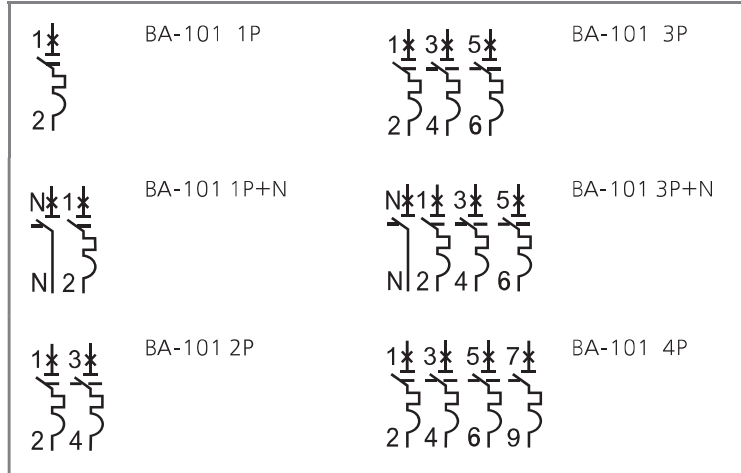 1 BA-101 1P
2
1 3 5 BA-101 3P
2 4 6
N 1 BA-101 1P+N
N 2
N 1 3 5 BA-101 3P+N
N 2 4 6
1 3 BA-101 2P
2 4
1 3 5 7 BA-101 4P
2 4 6 9